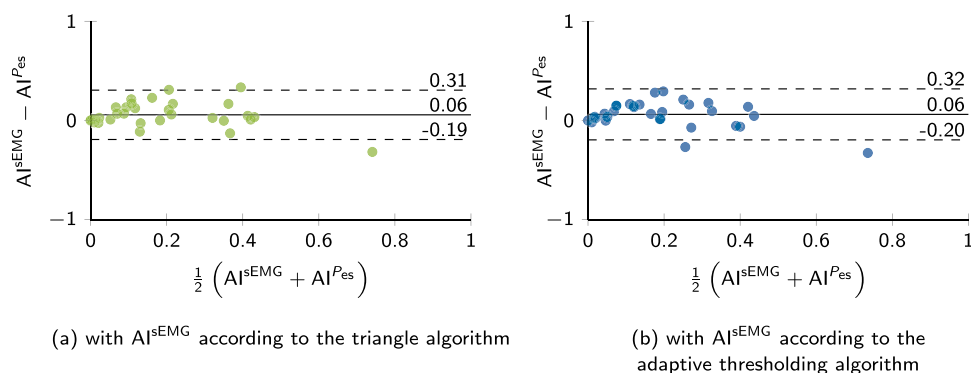 1
0
−1
AI^sEMG − AI^Pes
0.31
0.06
-0.19
0 0.2 0.4 0.6 0.8 1
1/2 (AI^sEMG + AI^Pes)
(a) with AI^sEMG according to the triangle algorithm
1
0
−1
AI^sEMG − AI^Pes
0.32
0.06
-0.20
0 0.2 0.4 0.6 0.8 1
1/2 (AI^sEMG + AI^Pes)
(b) with AI^sEMG according to the
adaptive thresholding algorithm